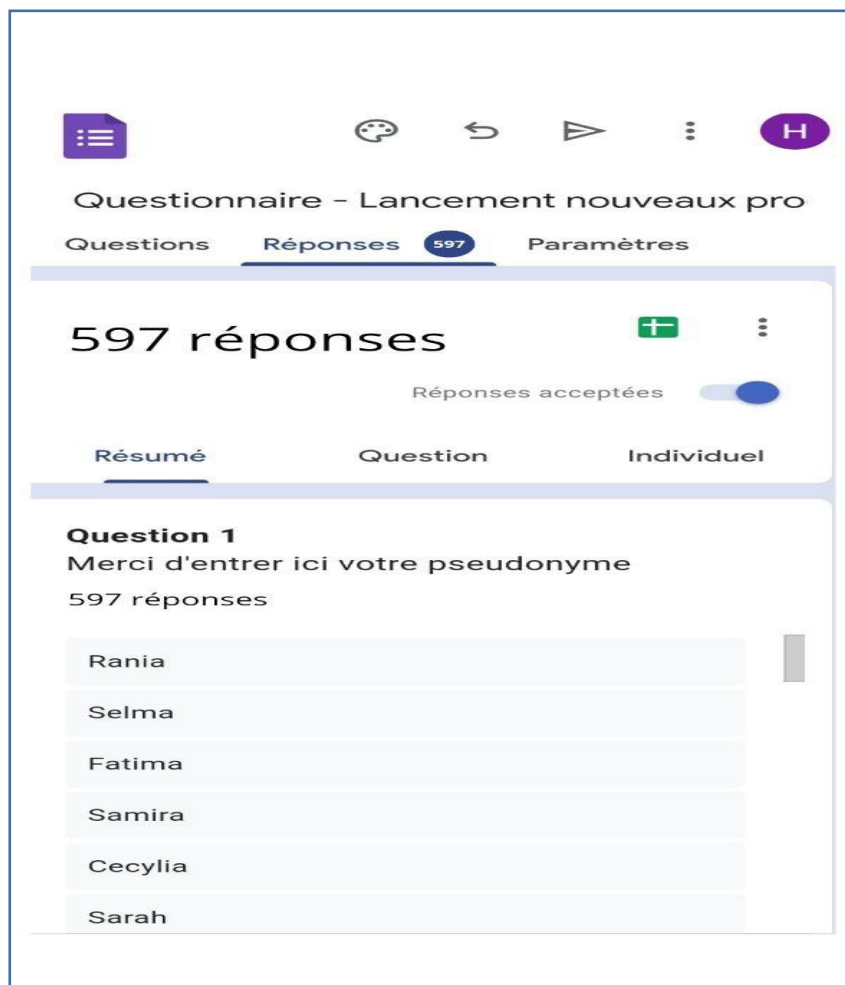 H
Questionnaire - Lancement nouveaux pro
Questions Réponses 597 Paramètres
597 réponses
Réponses acceptées
Résumé Question Individuel
Question 1
Merci d'entrer ici votre pseudonyme
597 réponses
Rania
Selma
Fatima
Samira
Cecylia
Sarah